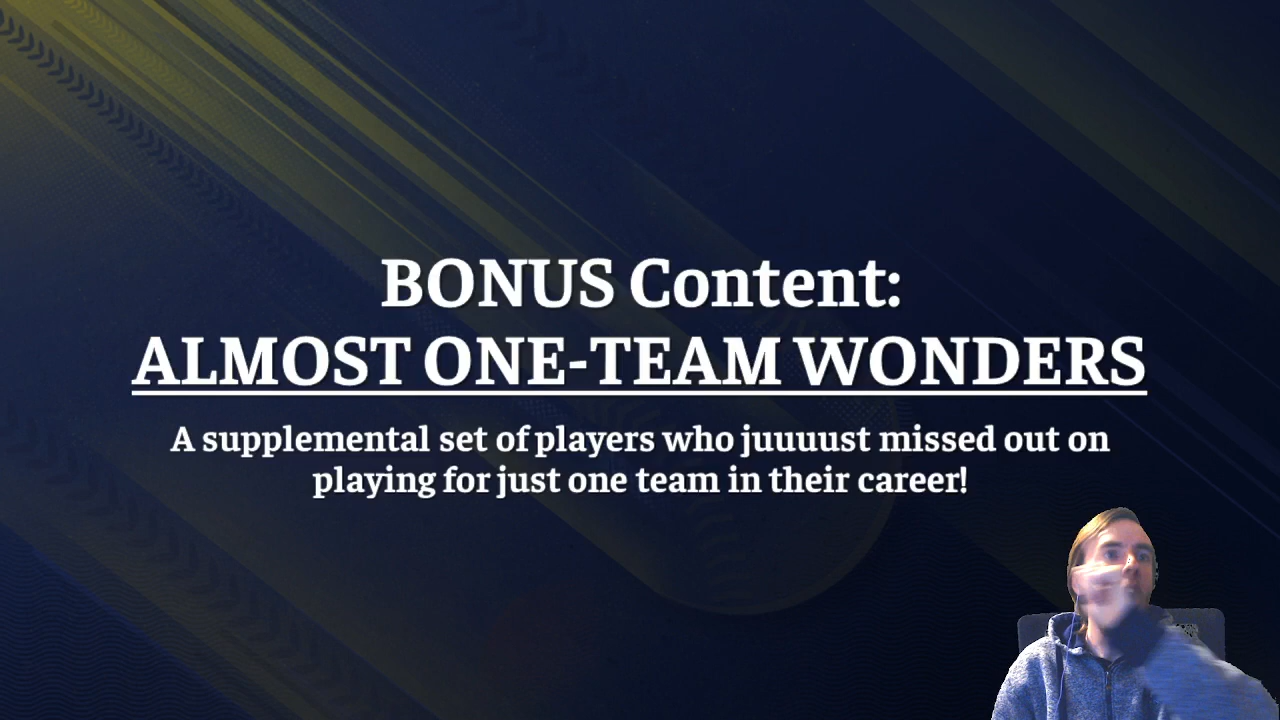 BONUS Content:
ALMOST ONE-TEAM WONDERS
A supplemental set of players who juuuust missed out on
playing for just one team in their career!